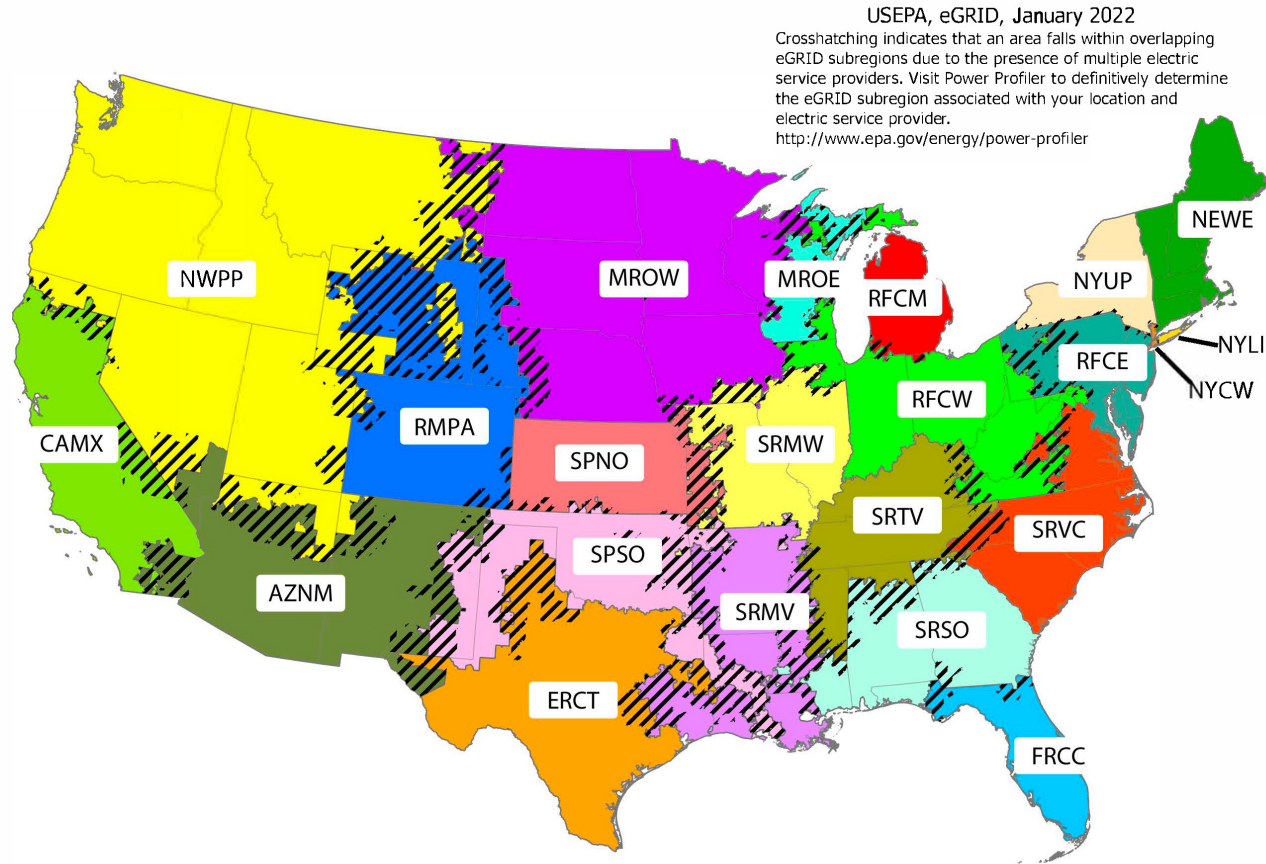 USEPA, eGRID, January 2022
Crosshatching indicates that an area falls within overlapping
eGRID subregions due to the presence of multiple electric
service providers. Visit Power Profiler to definitively determine
the eGRID subregion associated with your location and
electric service provider.
http://www.epa.gov/energy/power-profiler
NEWE
NWPP
MROW
MROE
RFCM
NYUP
NYLI
RFCE
NYCW
RFCW
RMPA
CAMX
SPNO
SRMW
SRTV
SRVC
SPSO
AZNM
SRMV
SRSO
ERCT
FRCC